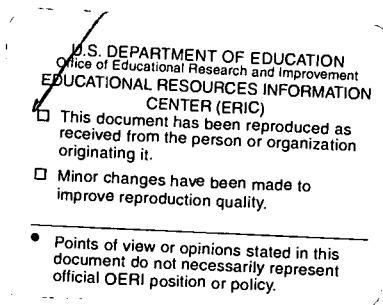 U.S. DEPARTMENT OF EDUCATION
Office of Educational Research and Improvement
EDUCATIONAL RESOURCES INFORMATION
CENTER (ERIC)
☐ This document has been reproduced as
received from the person or organization
originating it.
☐ Minor changes have been made to
improve reproduction quality.
• Points of view or opinions stated in this
document do not necessarily represent
official OERI position or policy.